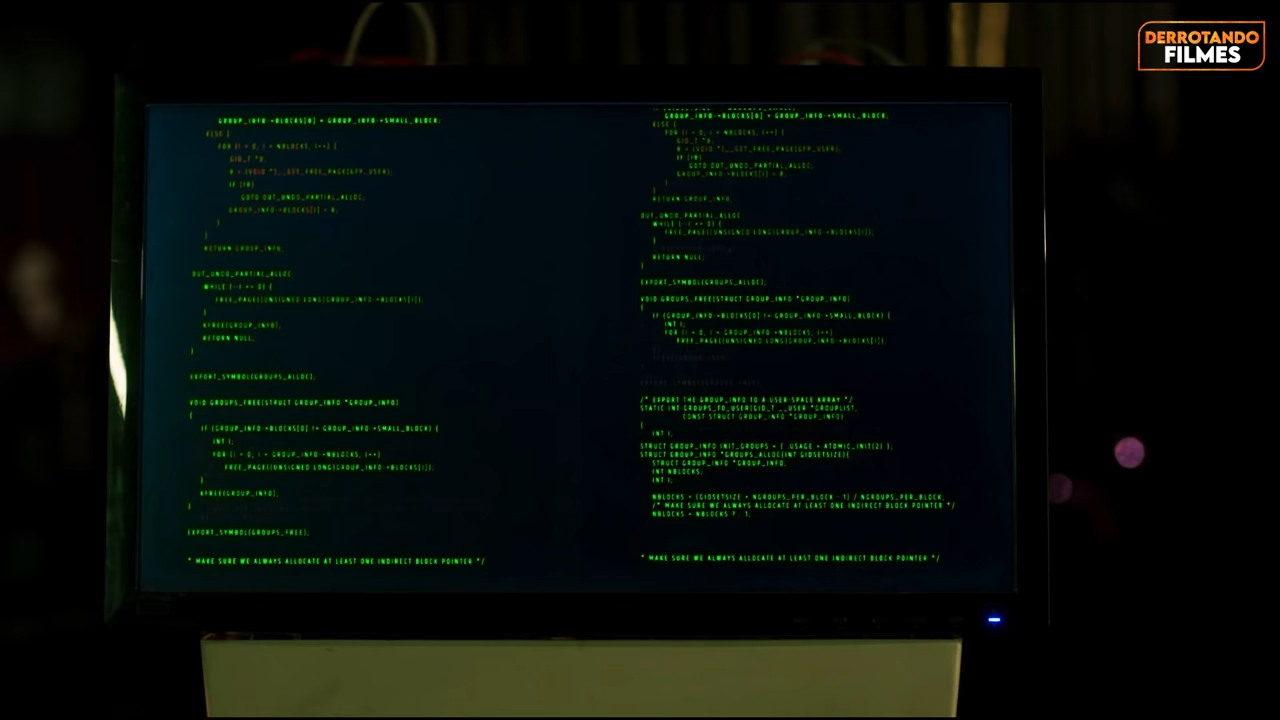 DERROTANDO
FILMES
GROUP_INFO->BLOCKS[0] = GROUP_INFO->SMALL_BLOCK;
ELSE {
FOR (I = 0; I < NBLOCKS; I++) {
GID_T *B;
B = (VOID *)__GET_FREE_PAGE(GFP_USER);
IF (!B)
GOTO OUT_UNDO_PARTIAL_ALLOC;
GROUP_INFO->BLOCKS[I] = B;
}
}
RETURN GROUP_INFO;
OUT_UNDO_PARTIAL_ALLOC:
WHILE (--I >= 0) {
FREE_PAGE((UNSIGNED LONG)GROUP_INFO->BLOCKS[I]);
}
KFREE(GROUP_INFO);
RETURN NULL;
}
EXPORT_SYMBOL(GROUPS_ALLOC);
VOID GROUPS_FREE(STRUCT GROUP_INFO *GROUP_INFO)
{
IF (GROUP_INFO->BLOCKS[0] != GROUP_INFO->SMALL_BLOCK) {
INT I;
FOR (I = 0; I < GROUP_INFO->NBLOCKS; I++)
FREE_PAGE((UNSIGNED LONG)GROUP_INFO->BLOCKS[I]);
}
KFREE(GROUP_INFO);
}
EXPORT_SYMBOL(GROUPS_FREE);
* MAKE SURE WE ALWAYS ALLOCATE AT LEAST ONE INDIRECT BLOCK POINTER */
GROUP_INFO->BLOCKS[0] = GROUP_INFO->SMALL_BLOCK;
ELSE {
FOR (I = 0; I < NBLOCKS; I++) {
GID_T *B;
B = (VOID *)__GET_FREE_PAGE(GFP_USER);
IF (!B)
GOTO OUT_UNDO_PARTIAL_ALLOC;
GROUP_INFO->BLOCKS[I] = B;
}
}
RETURN GROUP_INFO;
OUT_UNDO_PARTIAL_ALLOC:
WHILE (--I >= 0) {
FREE_PAGE((UNSIGNED LONG)GROUP_INFO->BLOCKS[I]);
}
RETURN NULL;
}
EXPORT_SYMBOL(GROUPS_ALLOC);
VOID GROUPS_FREE(STRUCT GROUP_INFO *GROUP_INFO)
{
IF (GROUP_INFO->BLOCKS[0] != GROUP_INFO->SMALL_BLOCK) {
INT I;
FOR (I = 0; I < GROUP_INFO->NBLOCKS; I++)
FREE_PAGE((UNSIGNED LONG)GROUP_INFO->BLOCKS[I]);
/* EXPORT THE GROUP_INFO TO A USER-SPACE ARRAY */
STATIC INT GROUPS_TO_USER(GID_T __USER *GROUPLIST,
CONST STRUCT GROUP_INFO *GROUP_INFO)
{
INT I;
STRUCT GROUP_INFO INIT_GROUPS = { .USAGE = ATOMIC_INIT(2) };
STRUCT GROUP_INFO *GROUPS_ALLOC(INT GIDSETSIZE){
STRUCT GROUP_INFO *GROUP_INFO;
INT NBLOCKS;
INT I;
NBLOCKS = (GIDSETSIZE + NGROUPS_PER_BLOCK - 1) / NGROUPS_PER_BLOCK;
/* MAKE SURE WE ALWAYS ALLOCATE AT LEAST ONE INDIRECT BLOCK POINTER */
NBLOCKS = NBLOCKS ? : 1;
* MAKE SURE WE ALWAYS ALLOCATE AT LEAST ONE INDIRECT BLOCK POINTER */